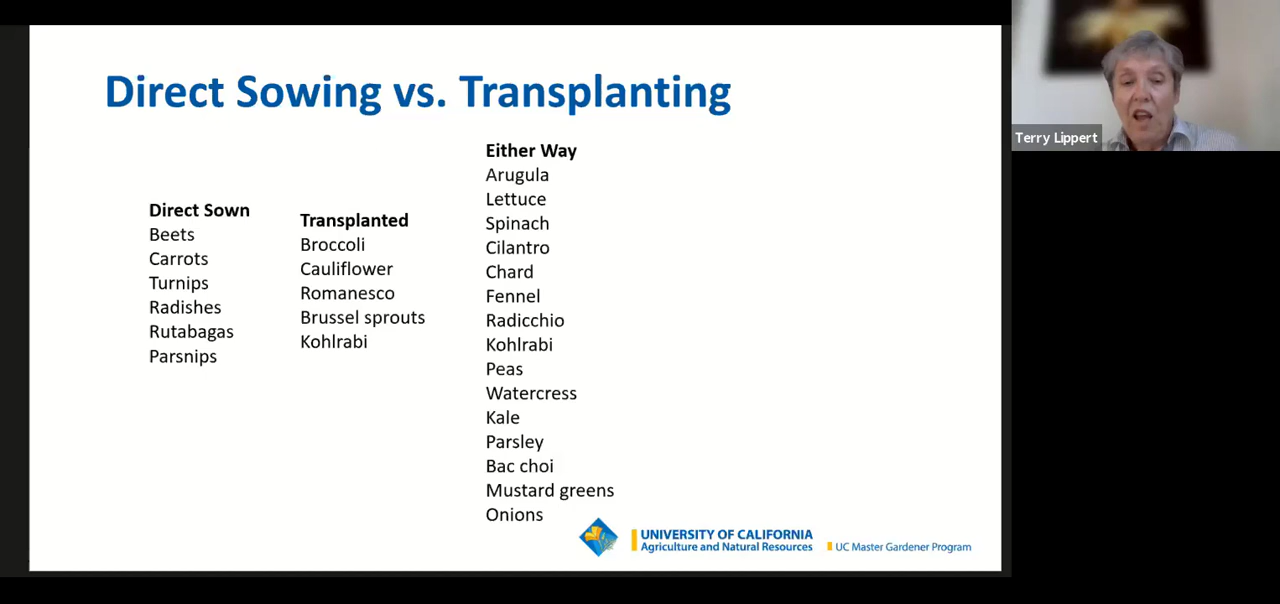 Direct Sowing vs. Transplanting
Direct Sown
Beets
Carrots
Turnips
Radishes
Rutabagas
Parsnips
Transplanted
Broccoli
Cauliflower
Romanesco
Brussel sprouts
Kohlrabi
Either Way
Arugula
Lettuce
Spinach
Cilantro
Chard
Fennel
Radicchio
Kohlrabi
Peas
Watercress
Kale
Parsley
Bac choi
Mustard greens
Onions
UNIVERSITY OF CALIFORNIA
Agriculture and Natural Resources
UC Master Gardener Program
Terry Lippert